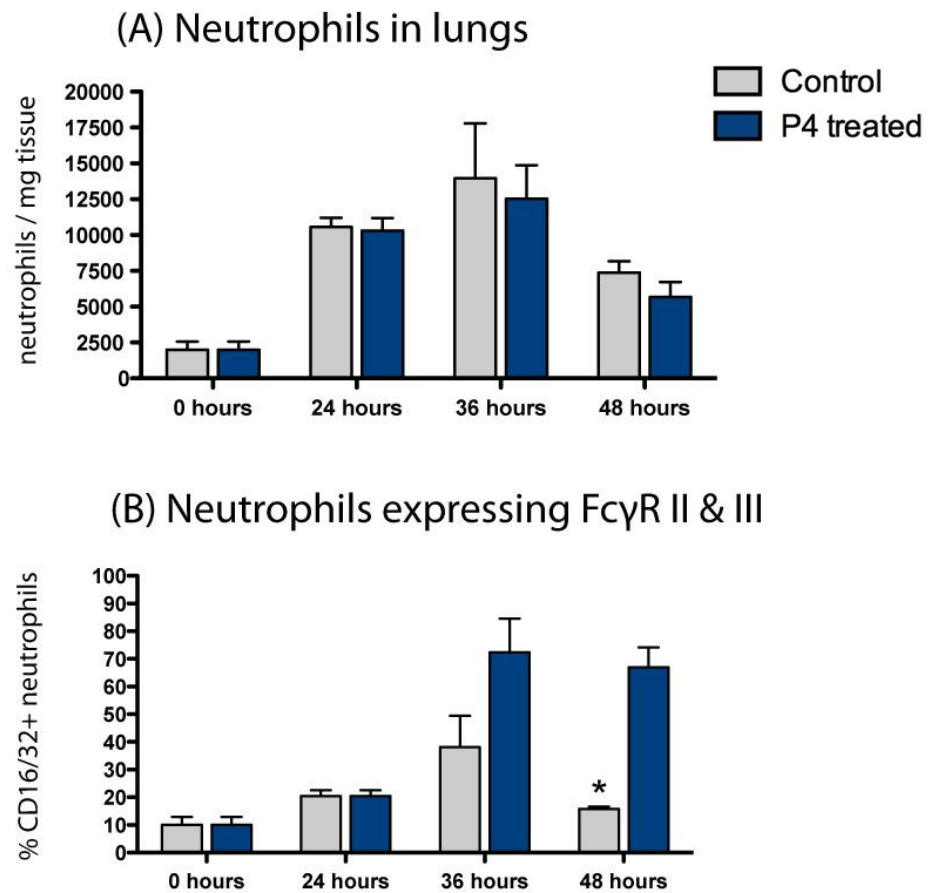 (A) Neutrophils in lungs
Control
P4 treated
neutrophils / mg tissue
20000
17500
15000
12500
10000
7500
5000
2500
0
0 hours 24 hours 36 hours 48 hours
(B) Neutrophils expressing FcγR II & III
% CD16/32+ neutrophils
100
90
80
70
60
50
40
30
20
10
0
*
0 hours 24 hours 36 hours 48 hours